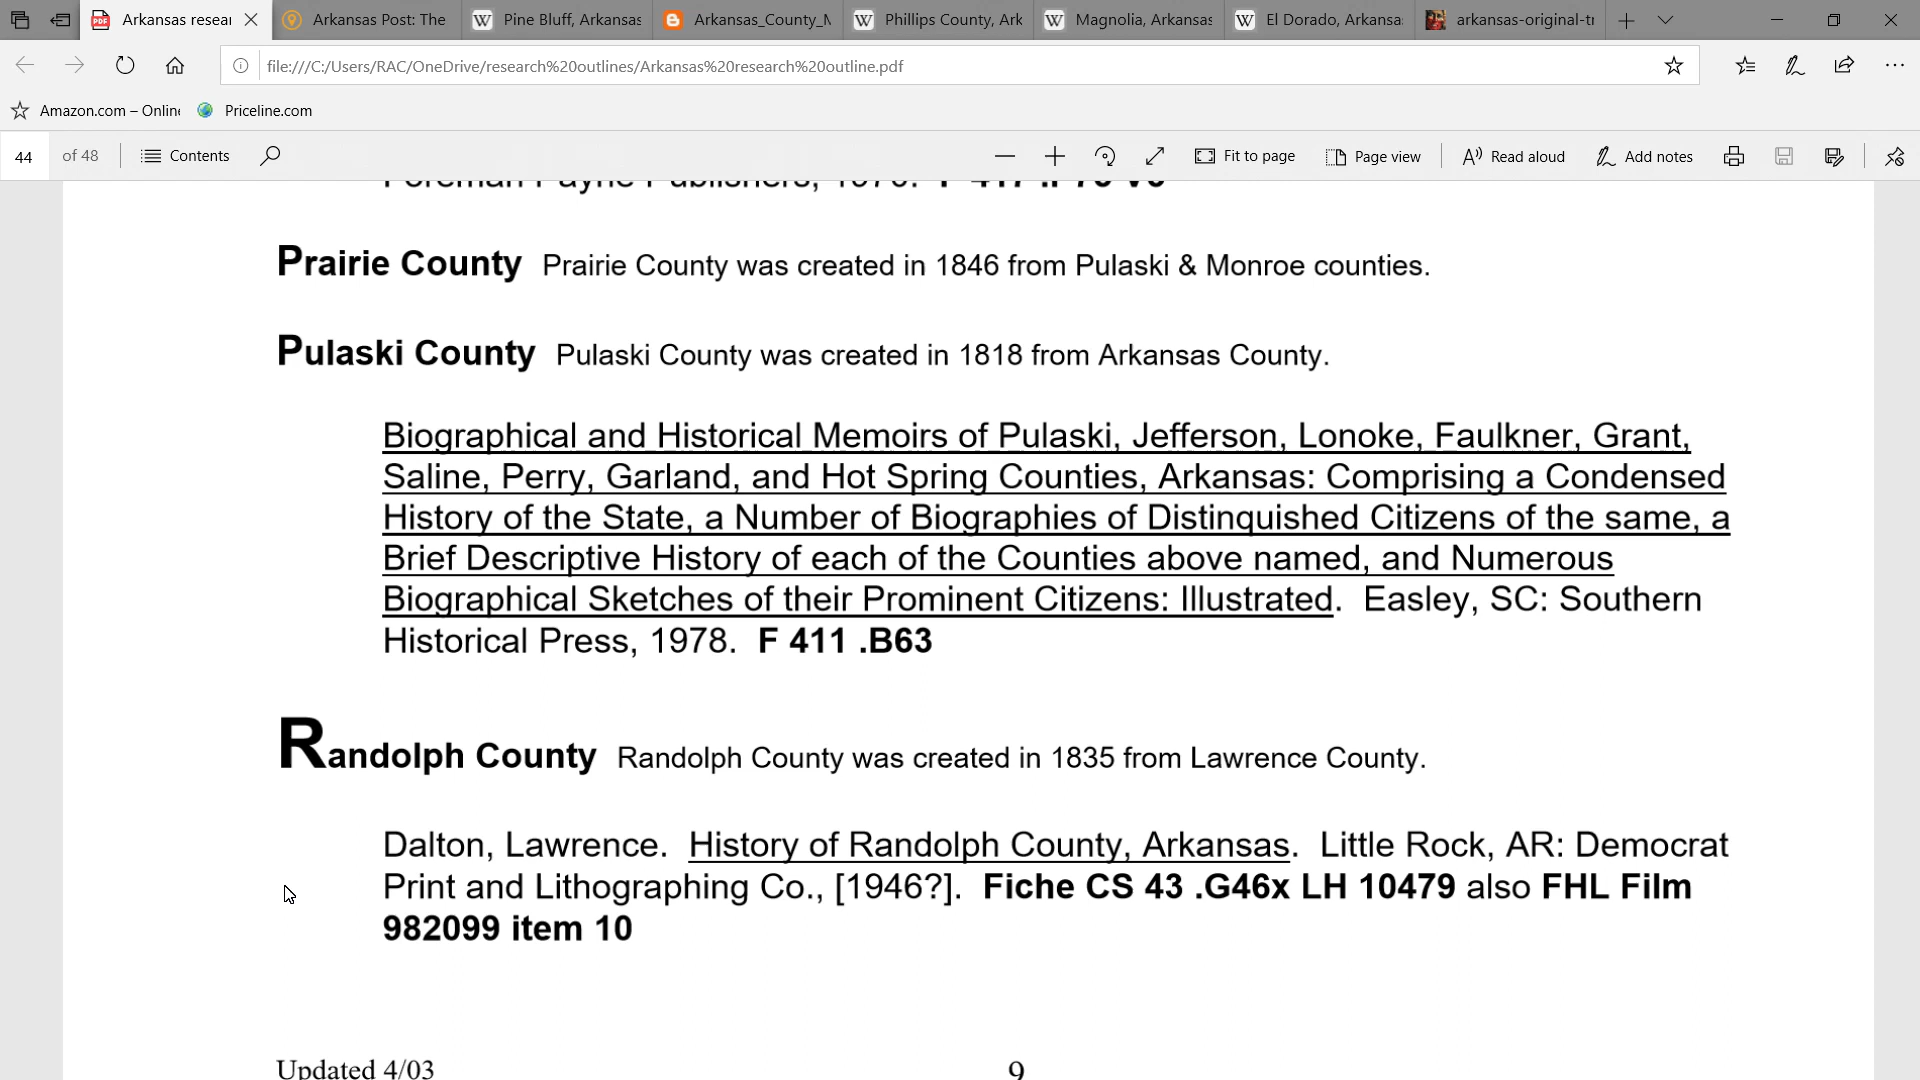 Arkansas resear
Arkansas Post: The
Pine Bluff, Arkansas
Arkansas_County_M
Phillips County, Ark
Magnolia, Arkansas
El Dorado, Arkansa
arkansas-original-tr
file:///C:/Users/RAC/OneDrive/research%20outlines/Arkansas%20research%20outline.pdf
Amazon.com – Online
Priceline.com
44 of 48 Contents Fit to page Page view Read aloud Add notes
Prairie County Prairie County was created in 1846 from Pulaski & Monroe counties.
Pulaski County Pulaski County was created in 1818 from Arkansas County.
Biographical and Historical Memoirs of Pulaski, Jefferson, Lonoke, Faulkner, Grant,
Saline, Perry, Garland, and Hot Spring Counties, Arkansas: Comprising a Condensed
History of the State, a Number of Biographies of Distinquished Citizens of the same, a
Brief Descriptive History of each of the Counties above named, and Numerous
Biographical Sketches of their Prominent Citizens: Illustrated. Easley, SC: Southern
Historical Press, 1978. F 411 .B63
Randolph County Randolph County was created in 1835 from Lawrence County.
Dalton, Lawrence. History of Randolph County, Arkansas. Little Rock, AR: Democrat
Print and Lithographing Co., [1946?]. Fiche CS 43 .G46x LH 10479 also FHL Film
982099 item 10
Updated 4/03 9